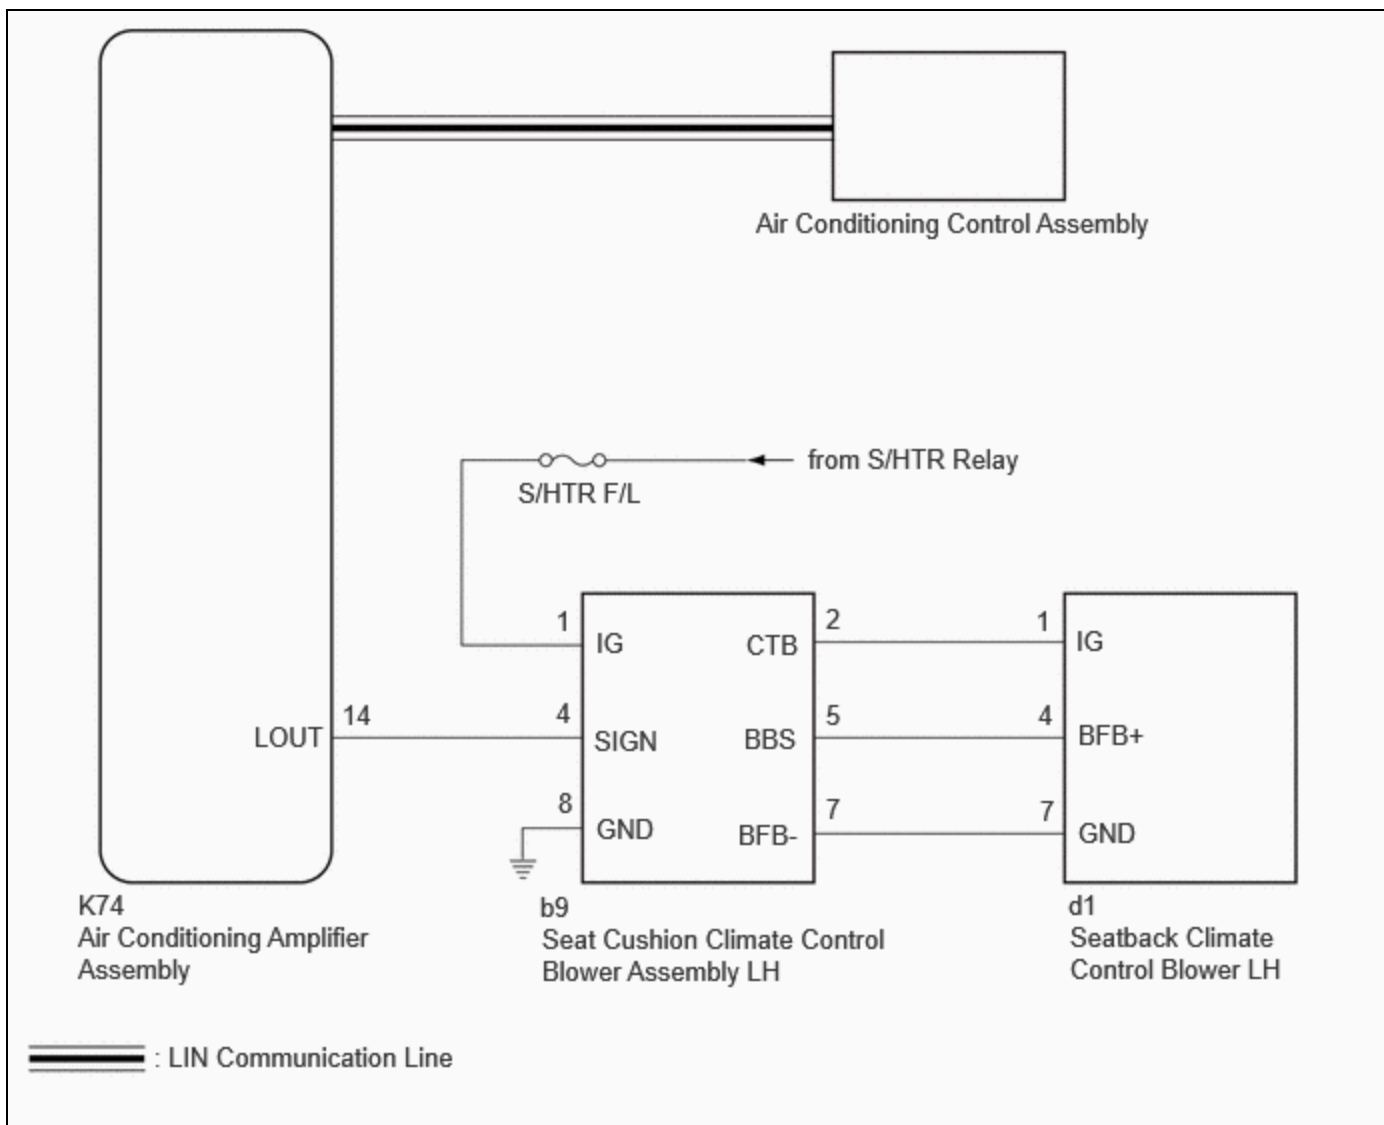 Air Conditioning Control Assembly
from S/HTR Relay
S/HTR F/L
1
IG
CTB
2
1
IG
LOUT
14
4
SIGN
BBS
5
4
BFB+
8
GND
BFB-
7
7
GND
K74
Air Conditioning Amplifier
Assembly
b9
Seat Cushion Climate Control
Blower Assembly LH
d1
Seatback Climate
Control Blower LH
: LIN Communication Line